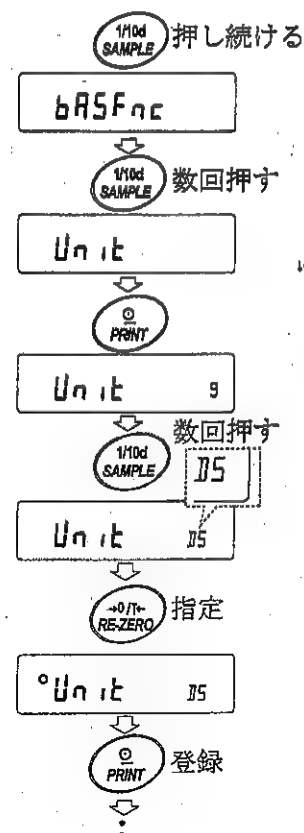 1/10d
SAMPLE 押し続ける
bASFnc
1/10d
SAMPLE 数回押す
Unit
PRINT
Unit g
1/10d
SAMPLE 数回押す
DS
Unit DS
→0/T←
RE-ZERO 指定
Unit DS
PRINT 登録